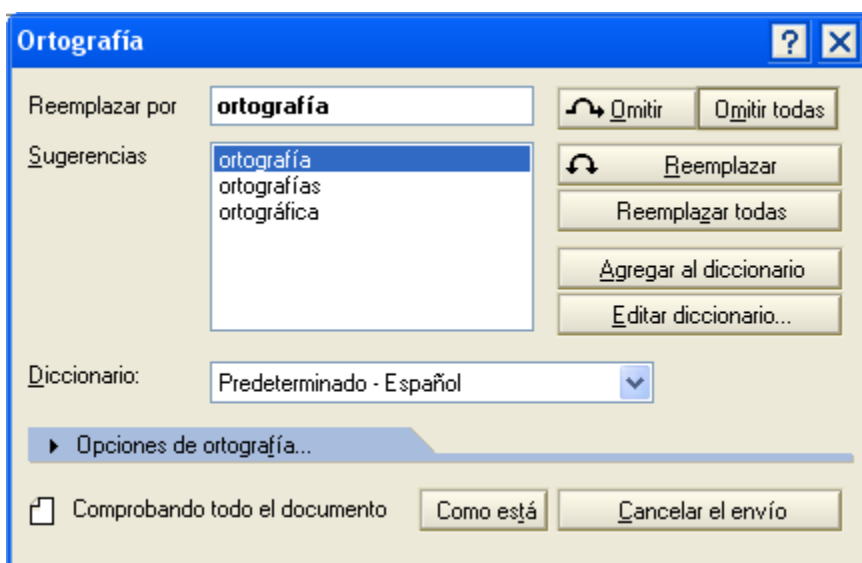 Ortografía
Reemplazar por
ortografía
Omitir
Omitir todas
Sugerencias
ortografía
ortografías
ortográfica
Reemplazar
Reemplazar todas
Agregar al diccionario
Editar diccionario...
Diccionario:
Predeterminado - Español
Opciones de ortografía...
Comprobando todo el documento
Como está
Cancelar el envío